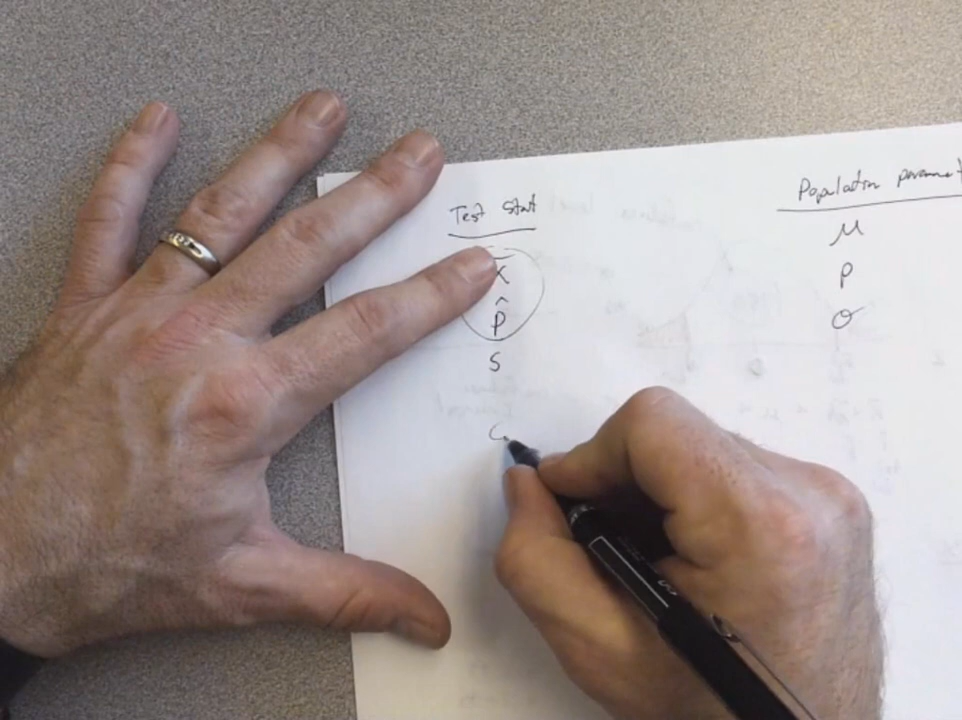 Test Stat
Population paramet
x̄
μ
p̂
p
s
σ